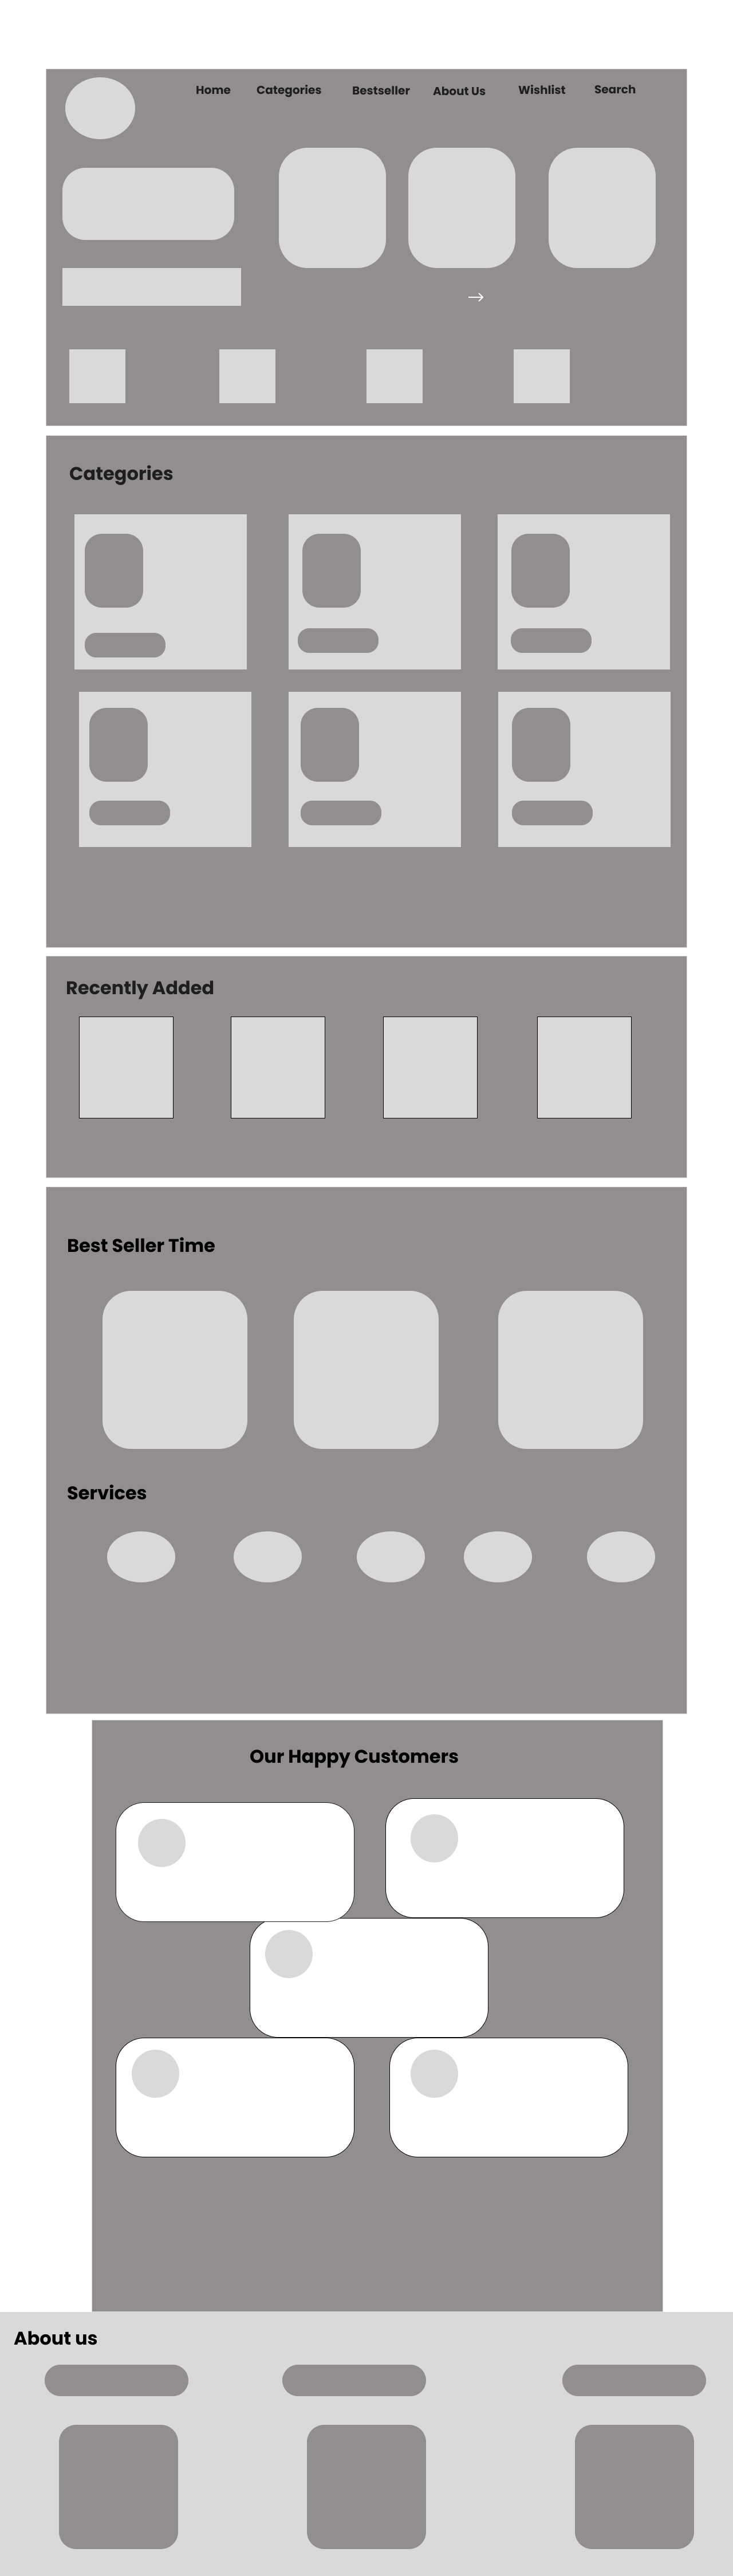 Home Categories Bestseller About Us Wishlist Search
Categories
Recently Added
Best Seller Time
Services
Our Happy Customers
About us